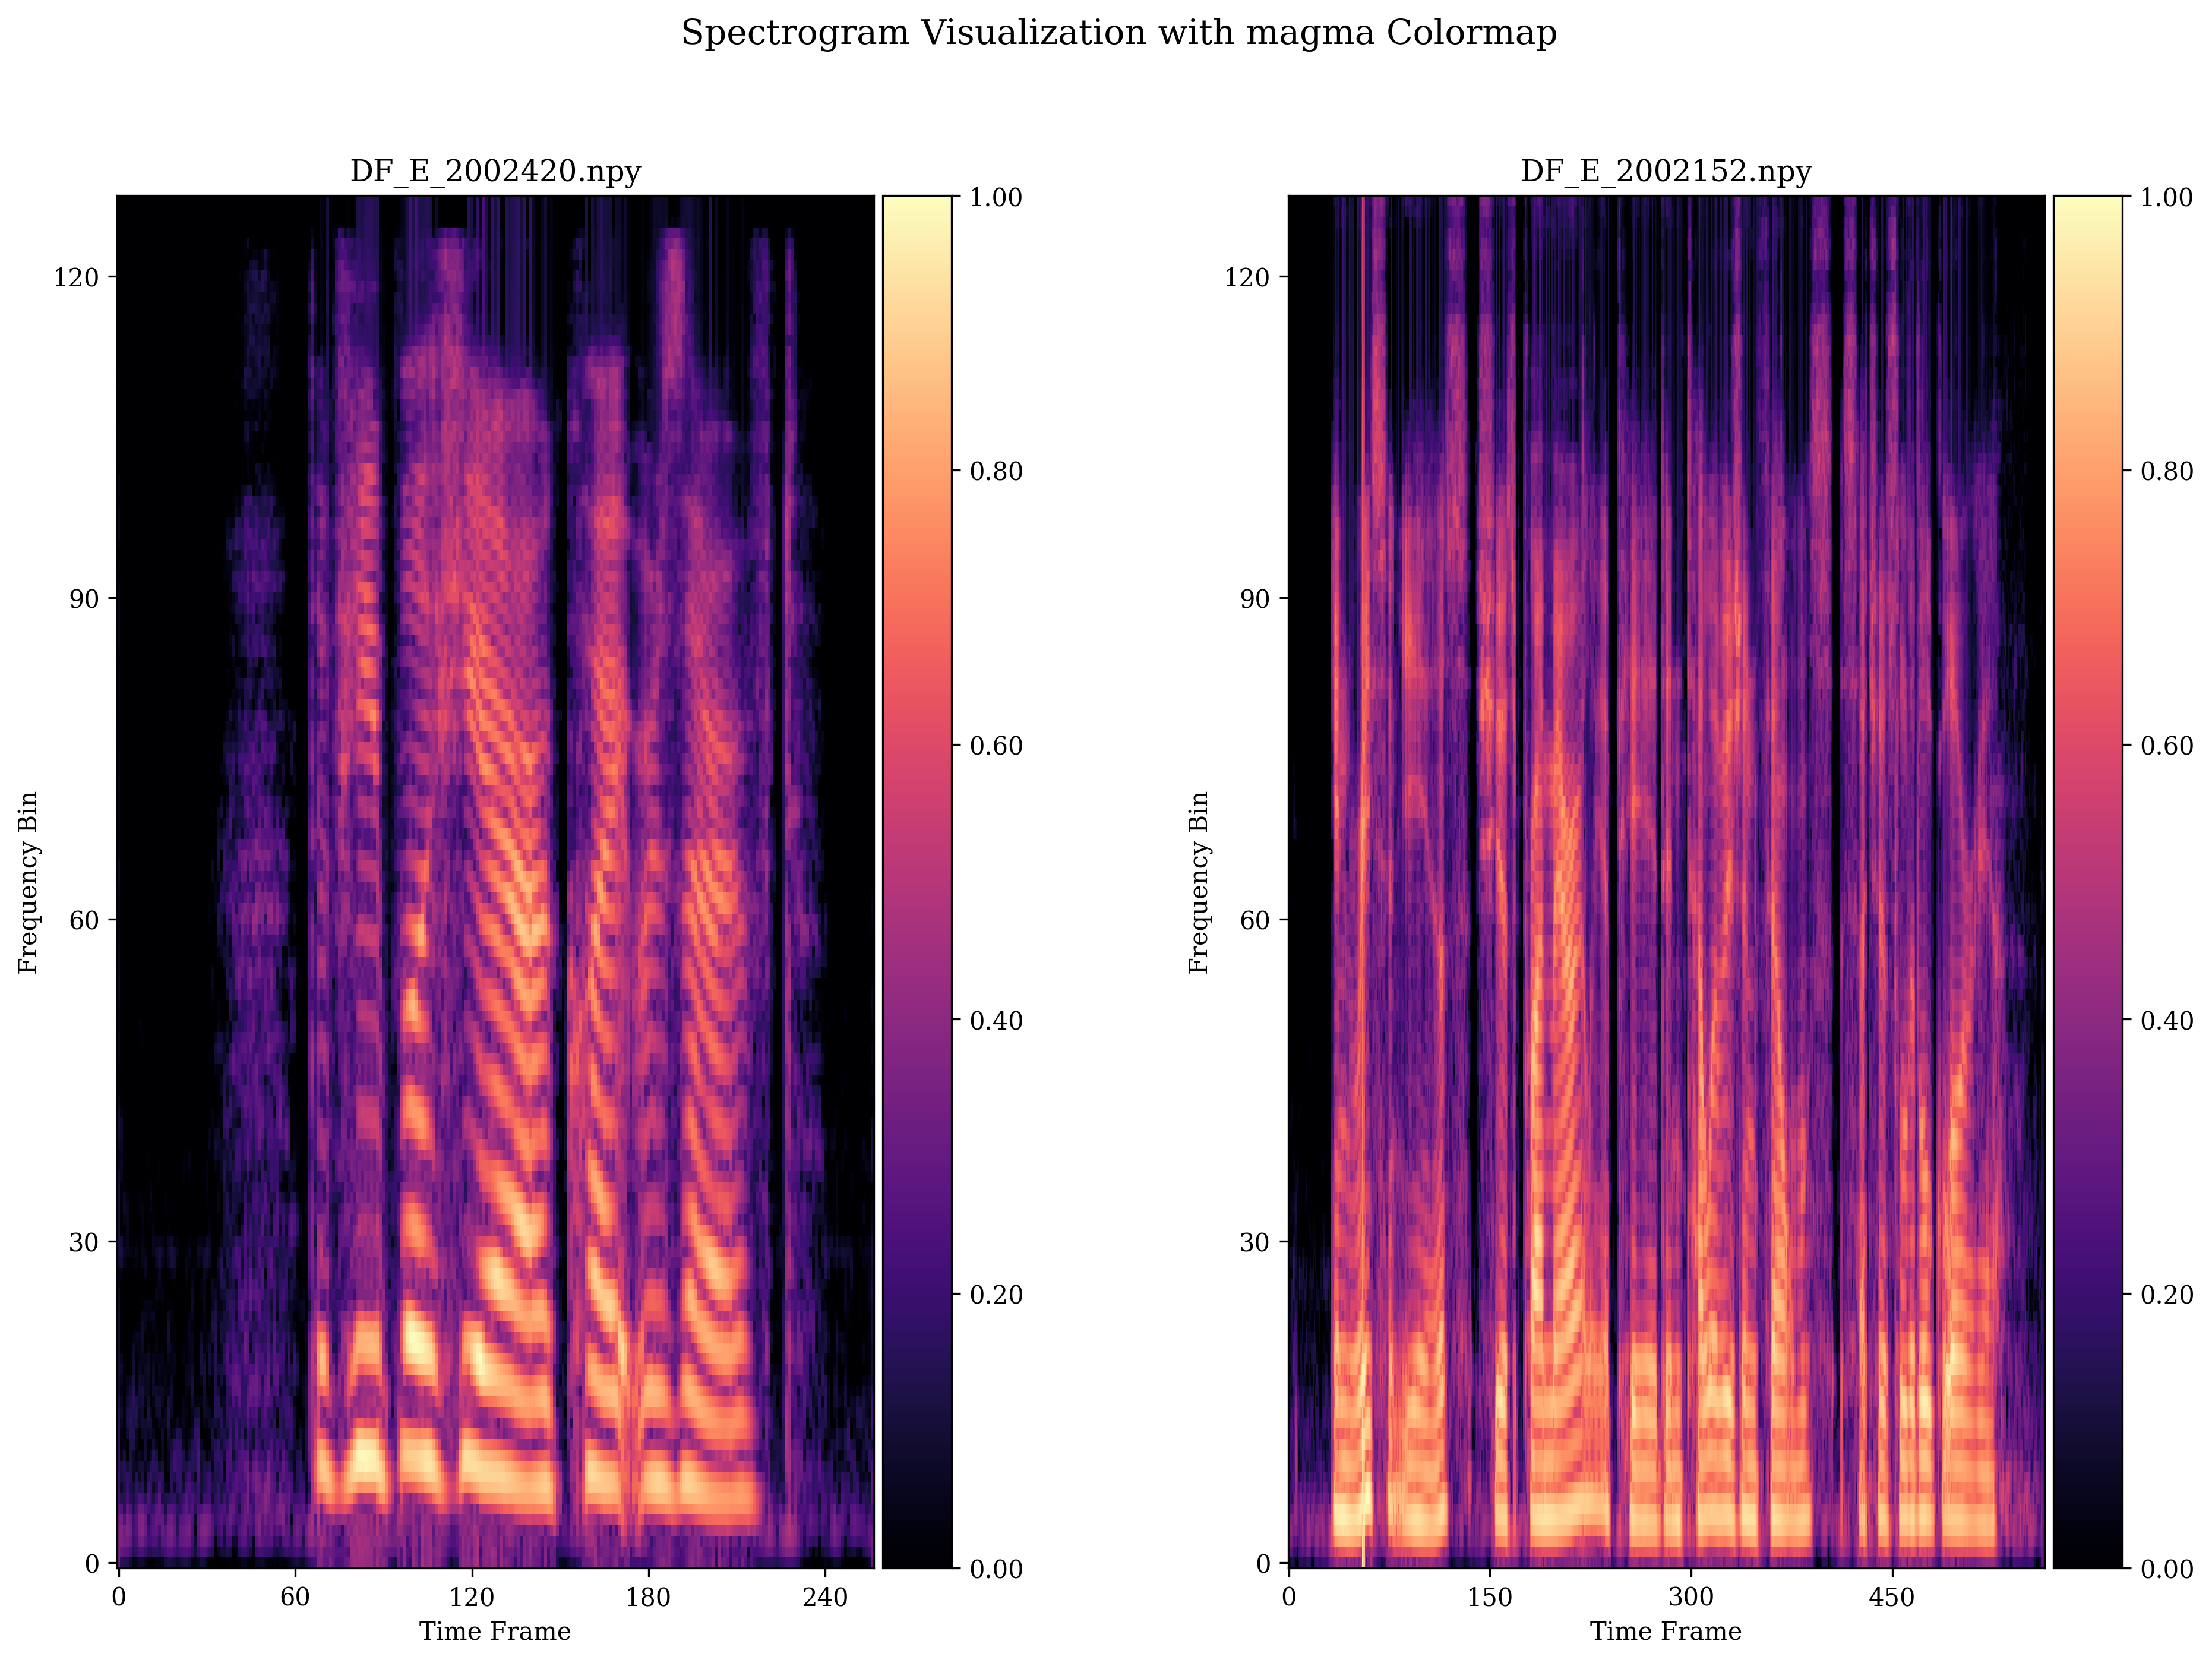 Spectrogram Visualization with magma Colormap
DF_E_2002420.npy
120
90
60
30
0
Frequency Bin
0 60 120 180 240
Time Frame
1.00
0.80
0.60
0.40
0.20
0.00
DF_E_2002152.npy
120
90
60
30
0
Frequency Bin
0 150 300 450
Time Frame
1.00
0.80
0.60
0.40
0.20
0.00